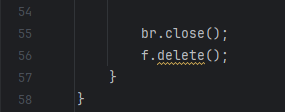 54
55 br.close();
56 f.delete();
57 }
58 }